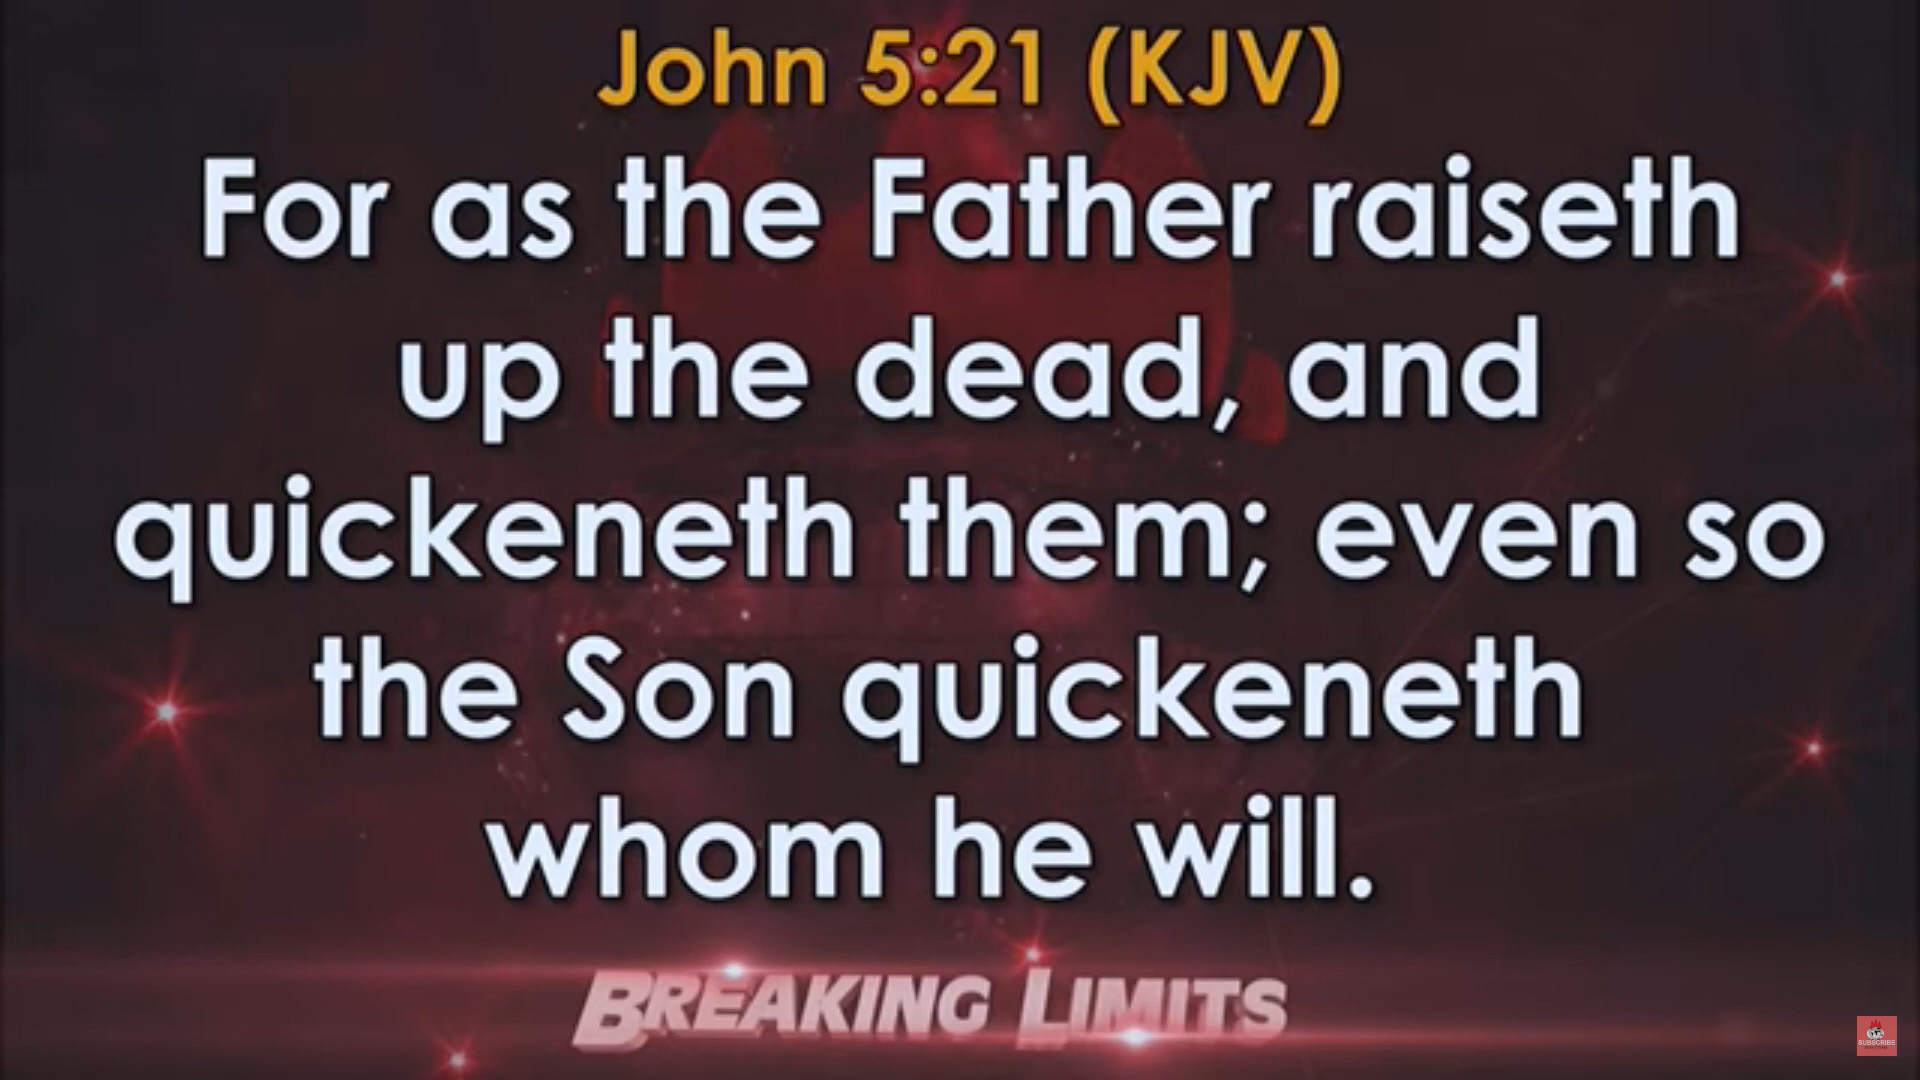 John 5:21 (KJV)
For as the Father raiseth
up the dead, and
quickeneth them; even so
the Son quickeneth
whom he will.
BREAKING LIMITS
SUBSCRIBE